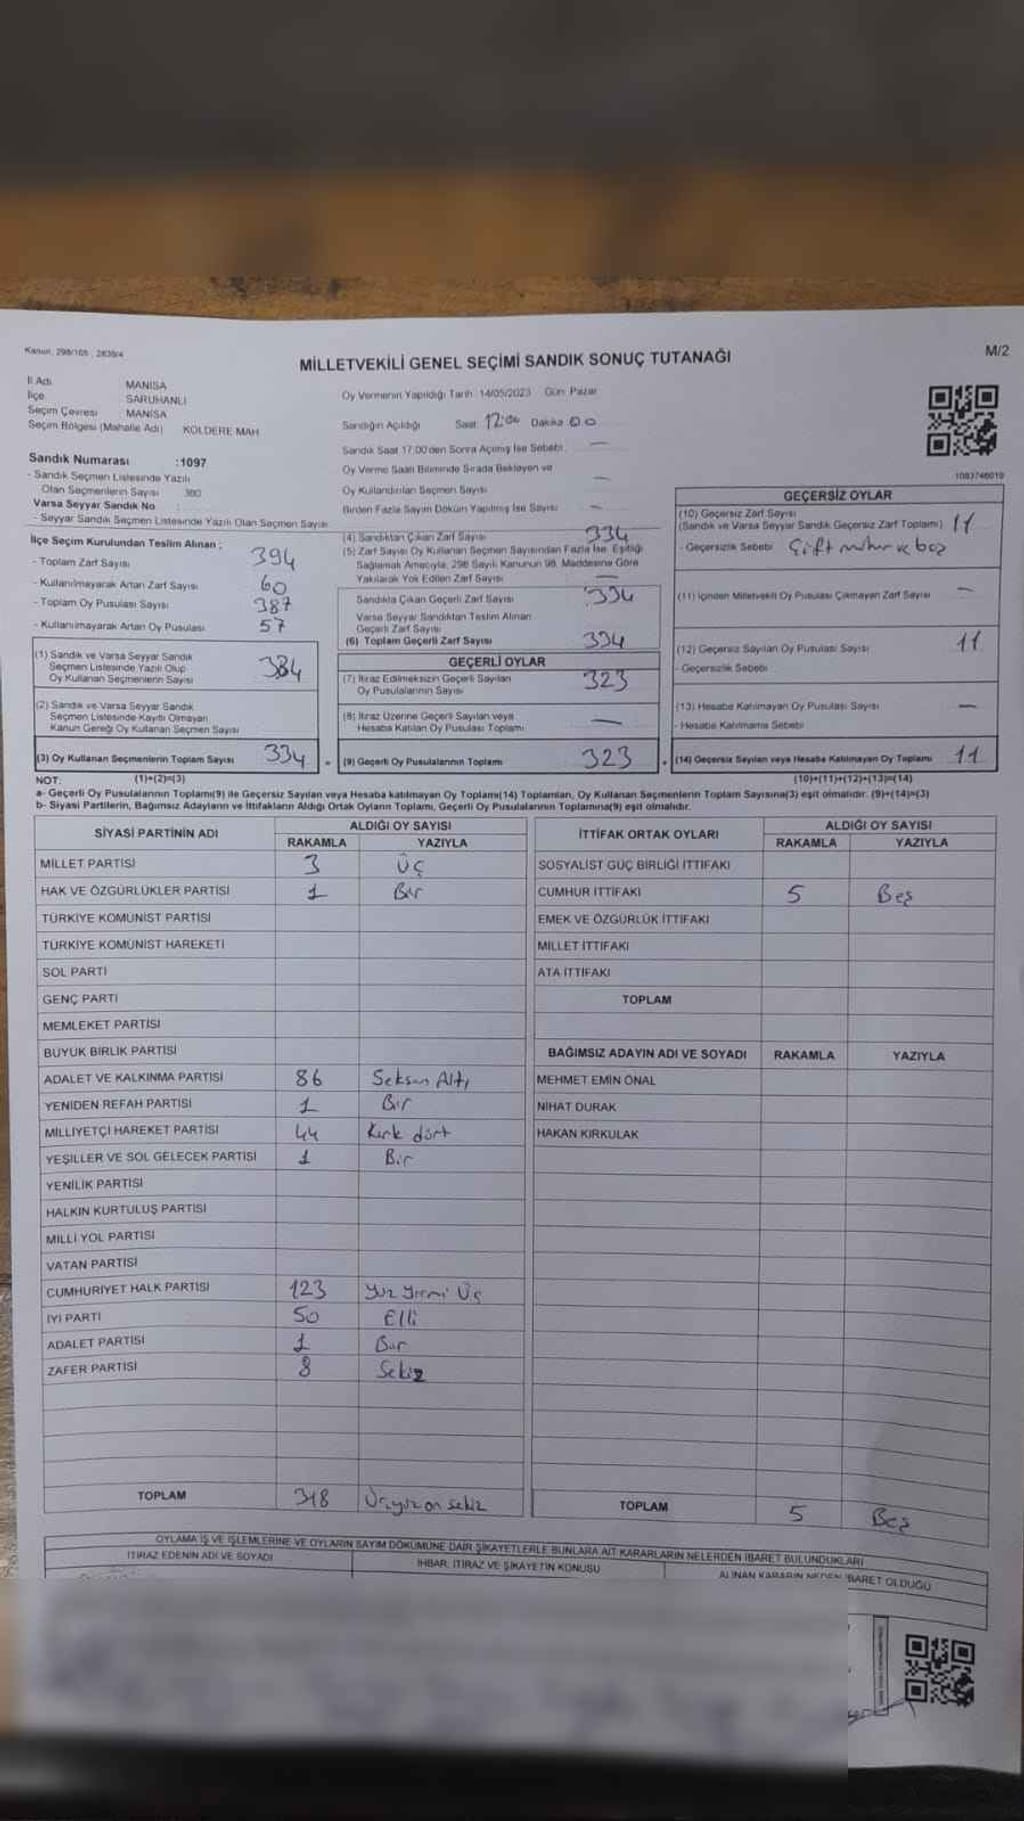 Kanun: 298/105 ; 2839/4
MİLLETVEKİLİ GENEL SEÇİMİ SANDIK SONUÇ TUTANAĞI
M/2
İl Adı MANİSA
İlçe SARUHANLI
Seçim Çevresi MANİSA
Seçim Bölgesi (Mahalle Adı) KOLDERE MAH
Sandık Numarası :1097
- Sandık Seçmen Listesinde Yazılı
Olan Seçmenlerin Sayısı 380
Varsa Seyyar Sandık No
- Seyyar Sandık Seçmen Listesinde Yazılı Olan Seçmen Sayısı
İlçe Seçim Kurulundan Teslim Alınan ;
- Toplam Zarf Sayısı 394
- Kullanılmayarak Artan Zarf Sayısı 60
- Toplam Oy Pusulası Sayısı 387
- Kullanılmayarak Artan Oy Pusulası 57
(1) Sandık ve Varsa Seyyar Sandık
Seçmen Listesinde Yazılı Olup
Oy Kullanan Seçmenlerin Sayısı 334
(2) Sandık ve Varsa Seyyar Sandık
Seçmen Listesinde Kayıtlı Olmayan
Kanun Gereği Oy Kullanan Seçmen Sayısı
(3) Oy Kullanan Seçmenlerin Toplam Sayısı 334
Oy Vermenin Yapıldığı Tarih: 14/05/2023 Gün: Pazar
Sandığın Açıldığı Saat: 17:00 Dakika 00
Sandık Saat 17:00'den Sonra Açılmış İse Sebebi: —
Oy Verme Saati Bitiminde Sırada Bekleyen ve
Oy Kullandırılan Seçmen Sayısı —
Birden Fazla Sayım Döküm Yapılmış İse Sayısı —
(4) Sandıktan Çıkan Zarf Sayısı 334
(5) Zarf Sayısı Oy Kullanan Seçmen Sayısından Fazla İse, Eşitliği
Sağlamak Amacıyla, 298 Sayılı Kanunun 98. Maddesine Göre
Yakılarak Yok Edilen Zarf Sayısı —
Sandıkta Çıkan Geçerli Zarf Sayısı 334
Varsa Seyyar Sandıktan Teslim Alınan
Geçerli Zarf Sayısı
(6) Toplam Geçerli Zarf Sayısı 334
GEÇERLİ OYLAR
(7) İtiraz Edilmeksizin Geçerli Sayılan
Oy Pusulalarının Sayısı 323
(8) İtiraz Üzerine Geçerli Sayılan veya
Hesaba Katılan Oy Pusulası Toplamı —
(9) Geçerli Oy Pusulalarının Toplamı 323
1083746019
GEÇERSİZ OYLAR
(10) Geçersiz Zarf Sayısı
(Sandık ve Varsa Seyyar Sandık Geçersiz Zarf Toplamı) 11
- Geçersizlik Sebebi Çift mühür ve boş
(11) İçinden Milletvekili Oy Pusulası Çıkmayan Zarf Sayısı —
(12) Geçersiz Sayılan Oy Pusulası Sayısı 11
- Geçersizlik Sebebi
(13) Hesaba Katılmayan Oy Pusulası Sayısı —
- Hesaba Katılmama Sebebi
(14) Geçersiz Sayılan veya Hesaba Katılmayan Oy Toplamı 11
NOT: (1)+(2)=(3) (10)+(11)+(12)+(13)=(14)
a- Geçerli Oy Pusulalarının Toplamı(9) ile Geçersiz Sayılan veya Hesaba katılmayan Oy Toplamı(14) Toplamları, Oy Kullanan Seçmenlerin Toplam Sayısına(3) eşit olmalıdır. (9)+(14)=(3)
b- Siyasi Partilerin, Bağımsız Adayların ve İttifakların Aldığı Ortak Oyların Toplamı, Geçerli Oy Pusulalarının Toplamına(9) eşit olmalıdır.
SİYASİ PARTİNİN ADI ALDIĞI OY SAYISI
RAKAMLA YAZIYLA
MİLLET PARTİSİ 3 Üç
HAK VE ÖZGÜRLÜKLER PARTİSİ 1 Bir
TÜRKİYE KOMÜNİST PARTİSİ
TÜRKİYE KOMÜNİST HAREKETİ
SOL PARTİ
GENÇ PARTİ
MEMLEKET PARTİSİ
BÜYÜK BİRLİK PARTİSİ
ADALET VE KALKINMA PARTİSİ 86 Seksen Altı
YENİDEN REFAH PARTİSİ 1 Bir
MİLLİYETÇİ HAREKET PARTİSİ 44 Kırk dört
YEŞİLLER VE SOL GELECEK PARTİSİ 1 Bir
YENİLİK PARTİSİ
HALKIN KURTULUŞ PARTİSİ
MİLLİ YOL PARTİSİ
VATAN PARTİSİ
CUMHURİYET HALK PARTİSİ 123 Yüz Yirmi Üç
İYİ PARTİ 50 Elli
ADALET PARTİSİ 1 Bir
ZAFER PARTİSİ 8 Sekiz
TOPLAM 318 Üçyüz on sekiz
İTTİFAK ORTAK OYLARI ALDIĞI OY SAYISI
RAKAMLA YAZIYLA
SOSYALİST GÜÇ BİRLİĞİ İTTİFAKI
CUMHUR İTTİFAKI 5 Beş
EMEK VE ÖZGÜRLÜK İTTİFAKI
MİLLET İTTİFAKI
ATA İTTİFAKI
TOPLAM
BAĞIMSIZ ADAYIN ADI VE SOYADI RAKAMLA YAZIYLA
MEHMET EMİN ÖNAL
NİHAT DURAK
HAKAN KIRKULAK
TOPLAM 5 Beş
OYLAMA İŞ VE İŞLEMLERİNE VE OYLARIN SAYIM DÖKÜMÜNE DAİR ŞİKAYETLERLE BUNLARA AİT KARARLARIN NELERDEN İBARET BULUNDUKLARI
İTİRAZ EDENİN ADI VE SOYADI İHBAR, İTİRAZ VE ŞİKAYETİN KONUSU ALINAN KARARIN NEDEN İBARET OLDUĞU